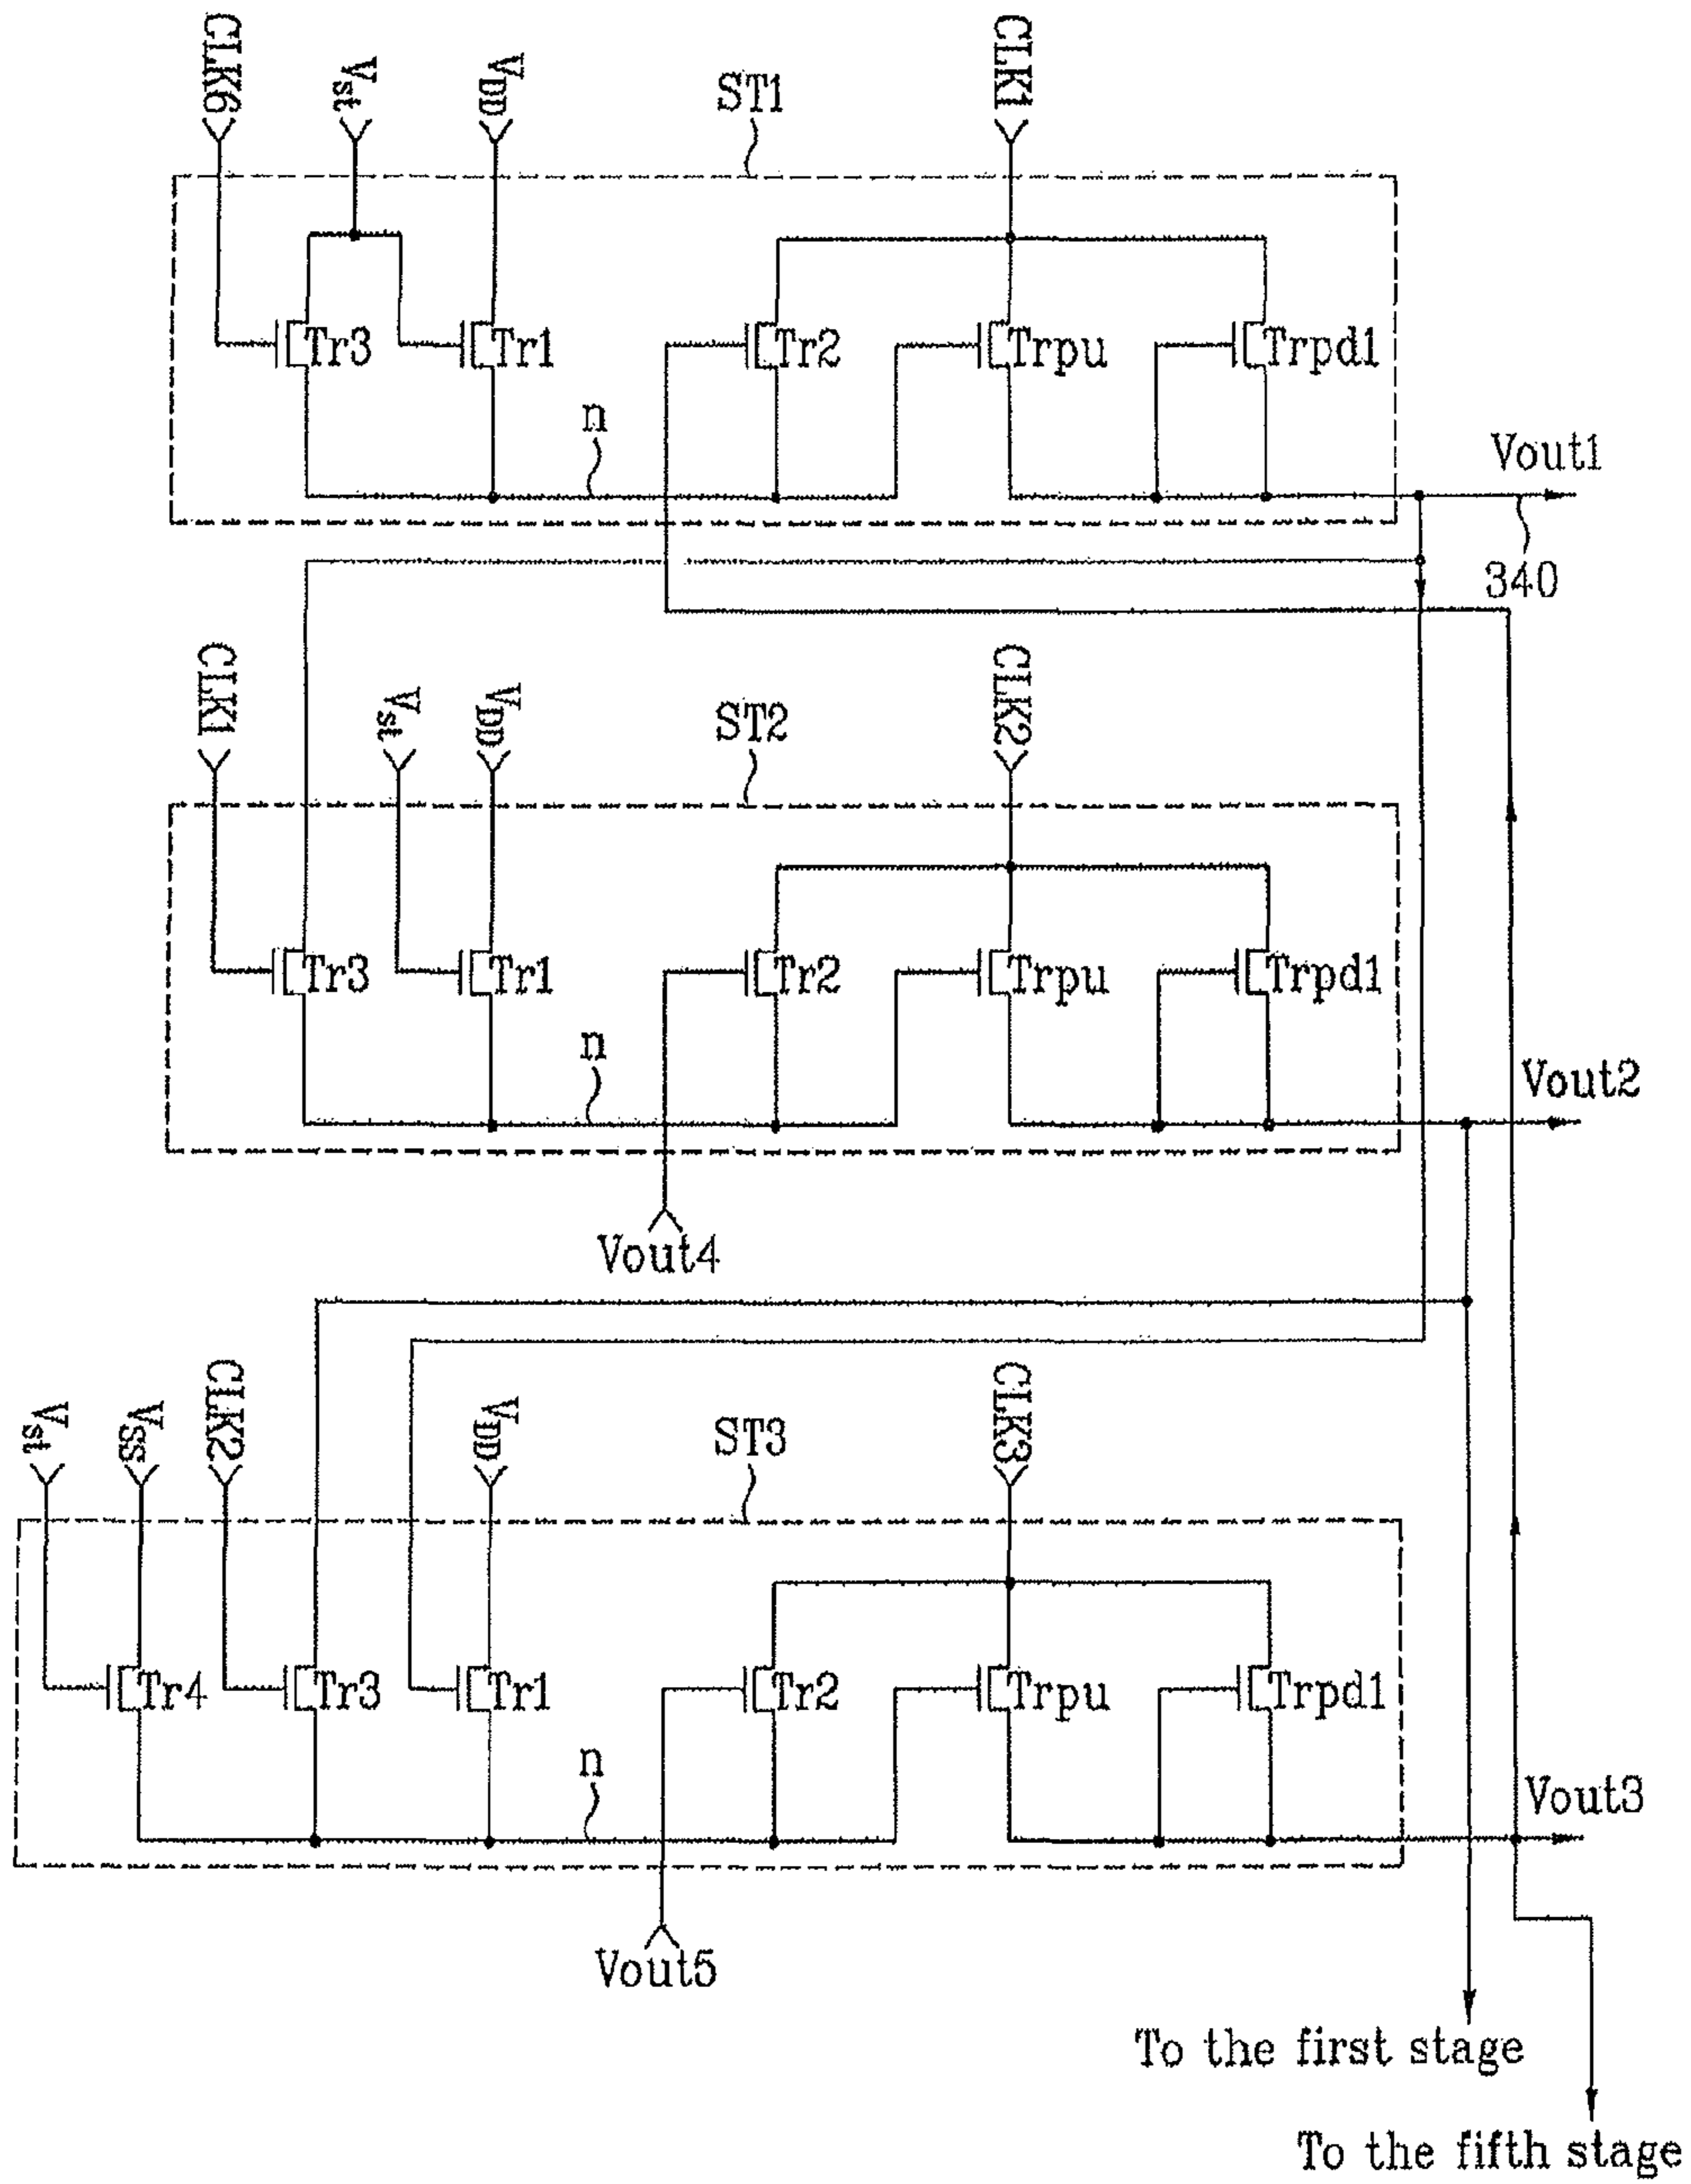 CLK6
Vst
VDD
ST1
CLK1
Tr3
Tr1
Tr2
Trpu
Trpd1
n
Vout1
340
CLK1
Vst
VDD
ST2
CLK2
Tr3
Tr1
Tr2
Trpu
Trpd1
n
Vout2
Vout4
Vst
VSS
CLK2
VDD
ST3
CLK3
Tr4
Tr3
Tr1
Tr2
Trpu
Trpd1
n
Vout3
Vout5
To the first stage
To the fifth stage